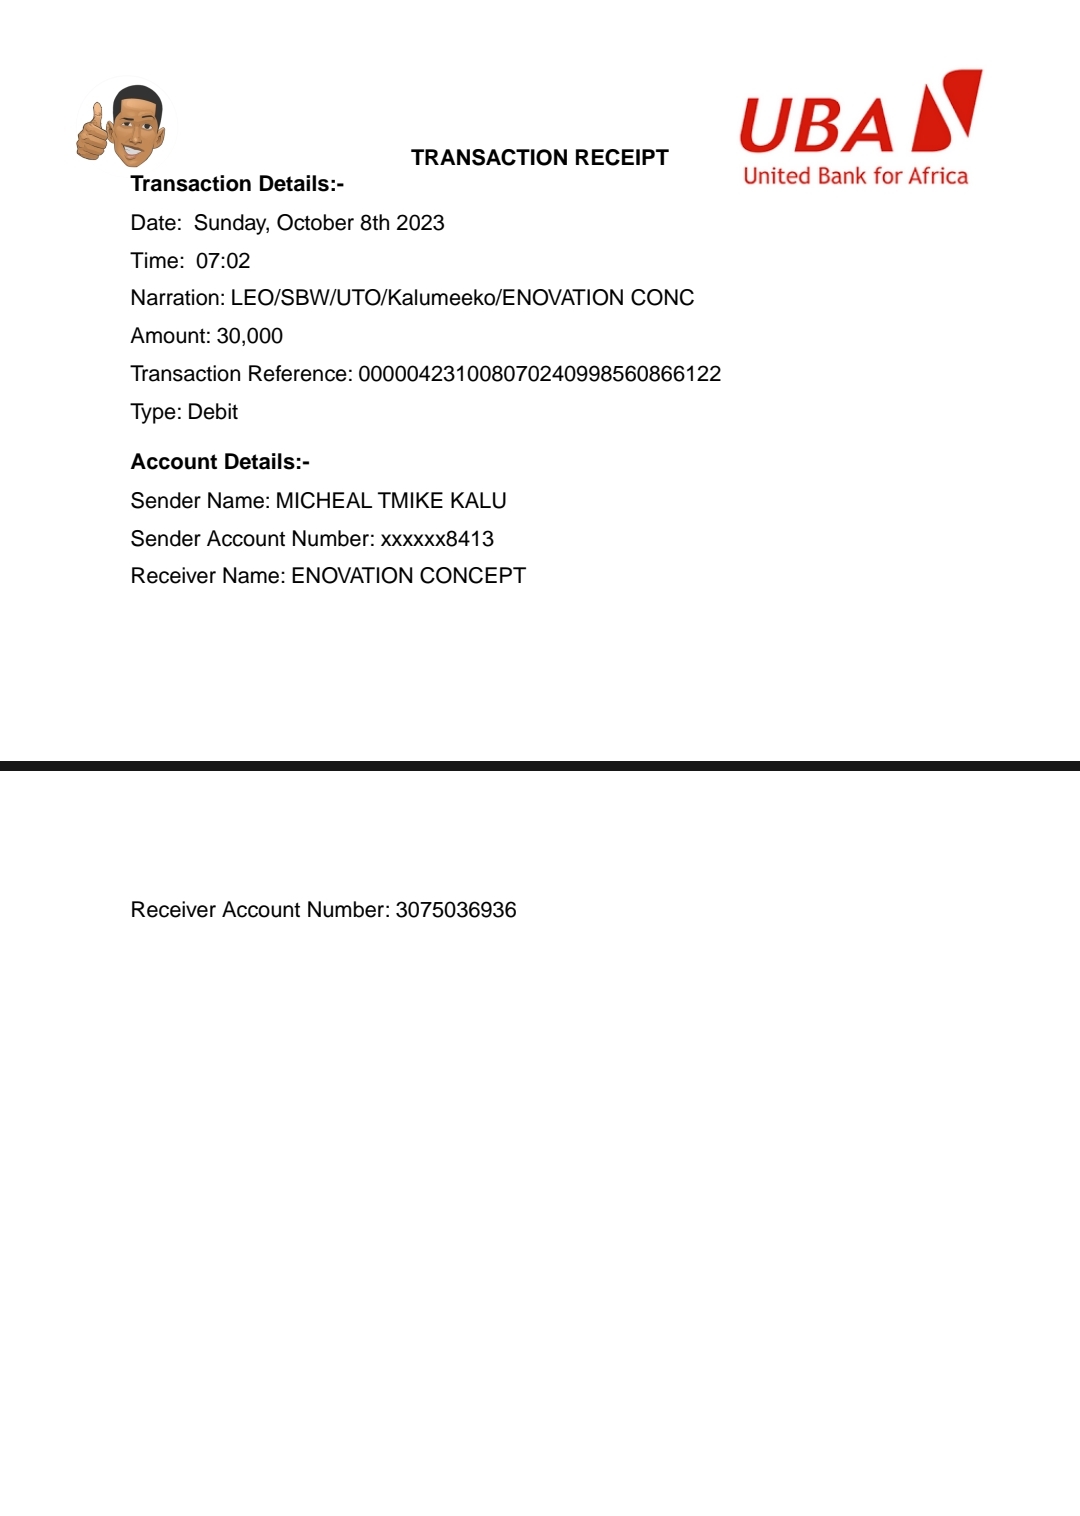 UBA
United Bank for Africa
TRANSACTION RECEIPT
Transaction Details:-
Date: Sunday, October 8th 2023
Time: 07:02
Narration: LEO/SBW/UTO/Kalumeeko/ENOVATION CONC
Amount: 30,000
Transaction Reference: 000004231008070240998560866122
Type: Debit
Account Details:-
Sender Name: MICHEAL TMIKE KALU
Sender Account Number: xxxxxx8413
Receiver Name: ENOVATION CONCEPT
Receiver Account Number: 3075036936